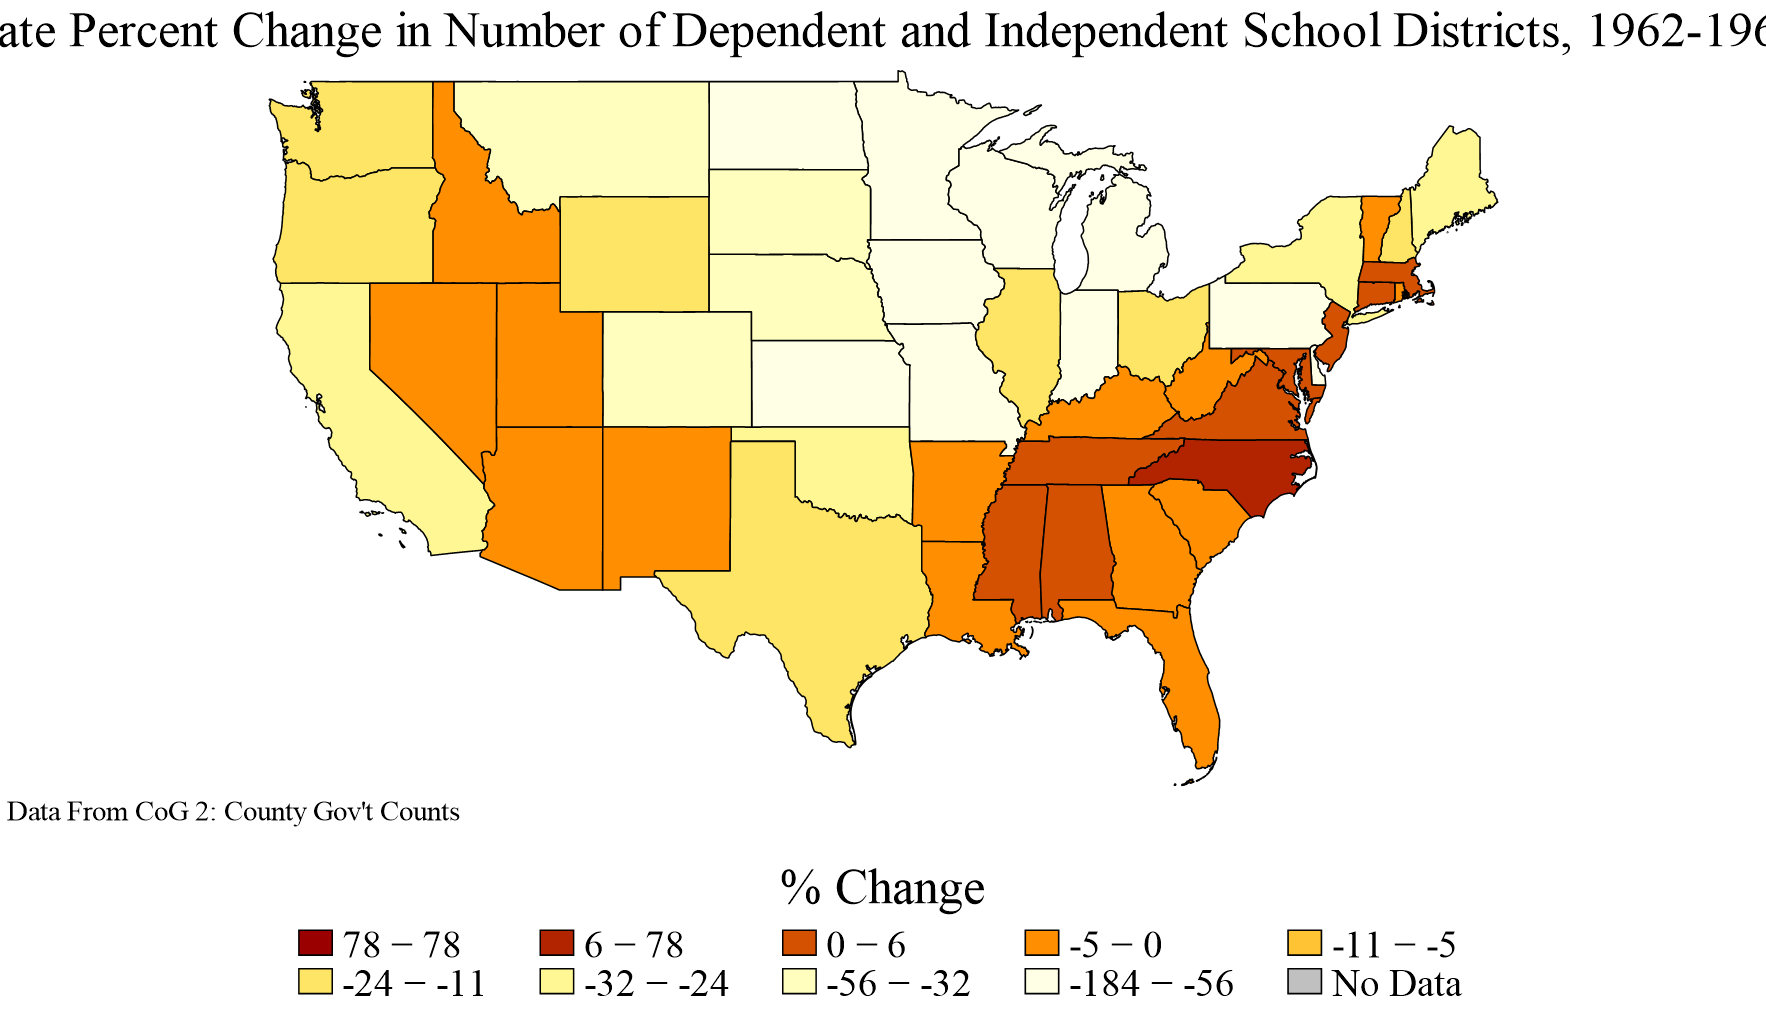 ate Percent Change in Number of Dependent and Independent School Districts, 1962-196
Data From CoG 2: County Gov't Counts
% Change
78 − 78 6 − 78 0 − 6 -5 − 0 -11 − -5
-24 − -11 -32 − -24 -56 − -32 -184 − -56 No Data